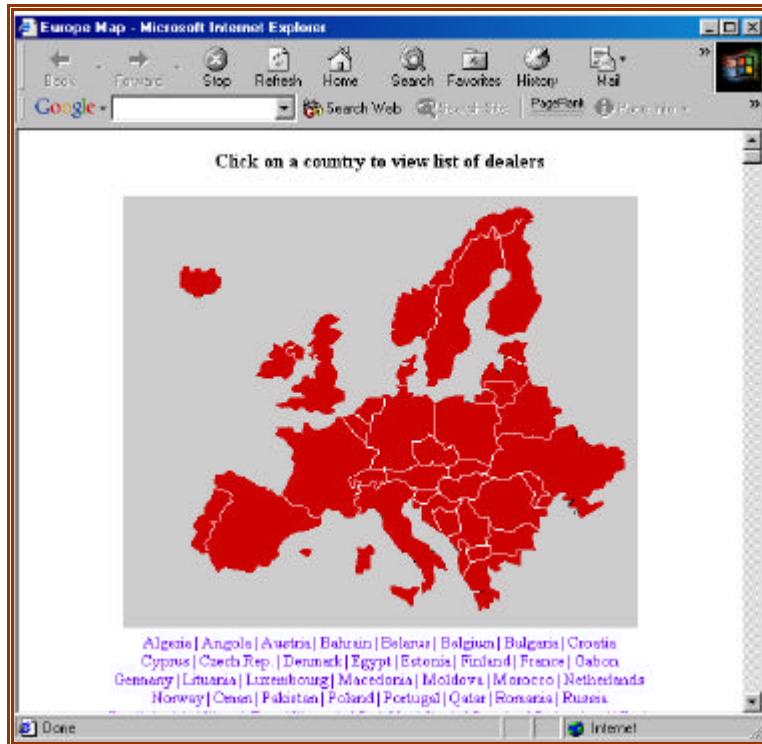 Europe Map - Microsoft Internet Explorer
Back Forward Stop Refresh Home Search Favorites History Mail »
Google Search Web Search Site PageRank »
Click on a country to view list of dealers
Algeria | Angola | Austria | Bahrain | Belarus | Belgium | Bulgaria | Croatia
Cyprus | Czech Rep. | Denmark | Egypt | Estonia | Finland | France | Gabon
Germany | Lituania | Luxembourg | Macedonia | Moldova | Morocco | Netherlands
Norway | Oman | Pakistan | Poland | Portugal | Qatar | Romania | Russia
Done Internet